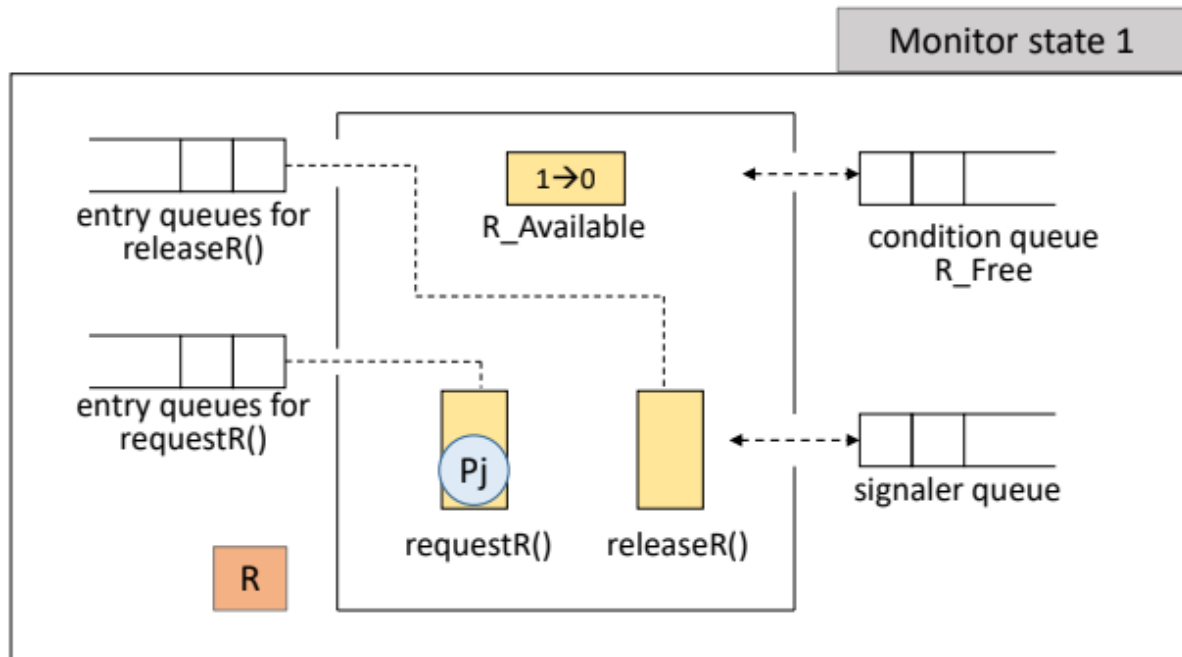 Monitor state 1
entry queues for
releaseR()
1→0
R_Available
condition queue
R_Free
entry queues for
requestR()
Pj
requestR()
releaseR()
signaler queue
R